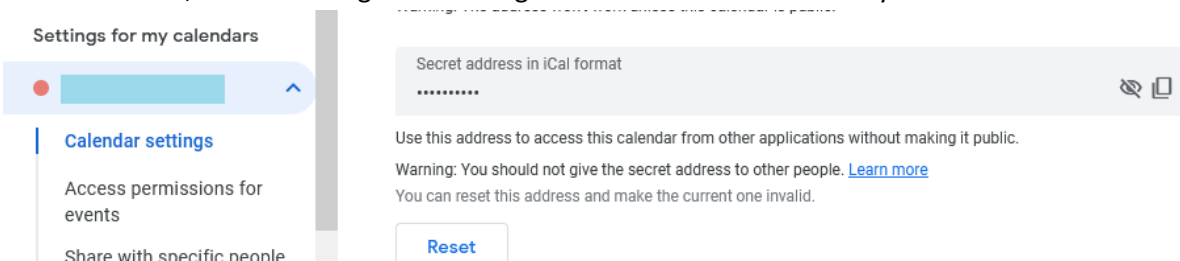 Settings for my calendars
Secret address in iCal format
••••••••••
Calendar settings
Use this address to access this calendar from other applications without making it public.
Warning: You should not give the secret address to other people. Learn more
Access permissions for
events
You can reset this address and make the current one invalid.
Reset
Share with specific people